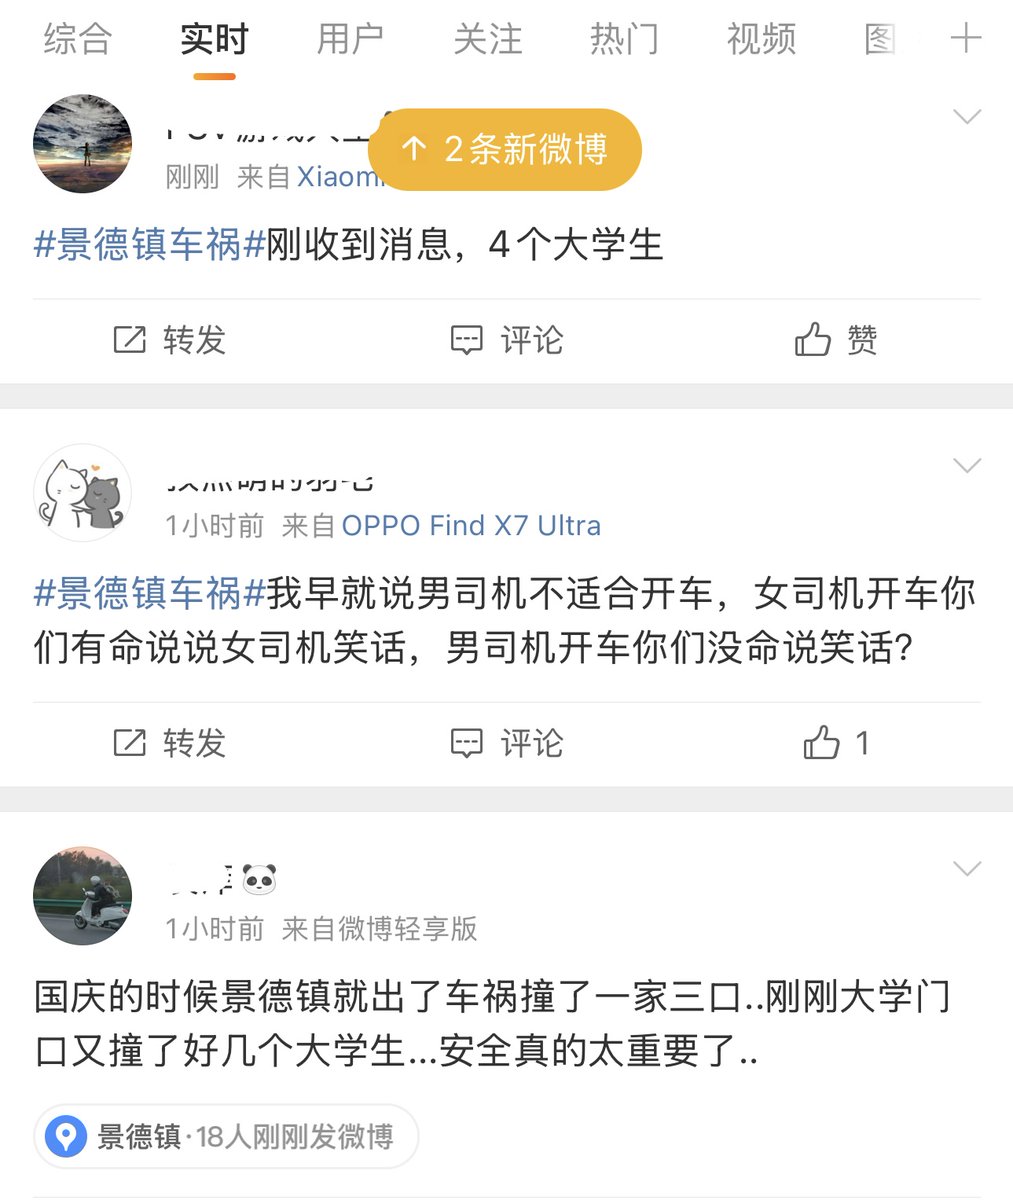 综合 实时 用户 关注 热门 视频 图
2条新微博
刚刚 来自
#景德镇车祸#刚收到消息，4个大学生
转发 评论 赞
1小时前 来自 OPPO Find X7 Ultra
#景德镇车祸#我早就说男司机不适合开车，女司机开车你
们有命说说女司机笑话，男司机开车你们没命说笑话？
转发 评论 1
1小时前 来自微博轻享版
国庆的时候景德镇就出了车祸撞了一家三口..刚刚大学门
口又撞了好几个大学生...安全真的太重要了..
景德镇·18人刚刚发微博